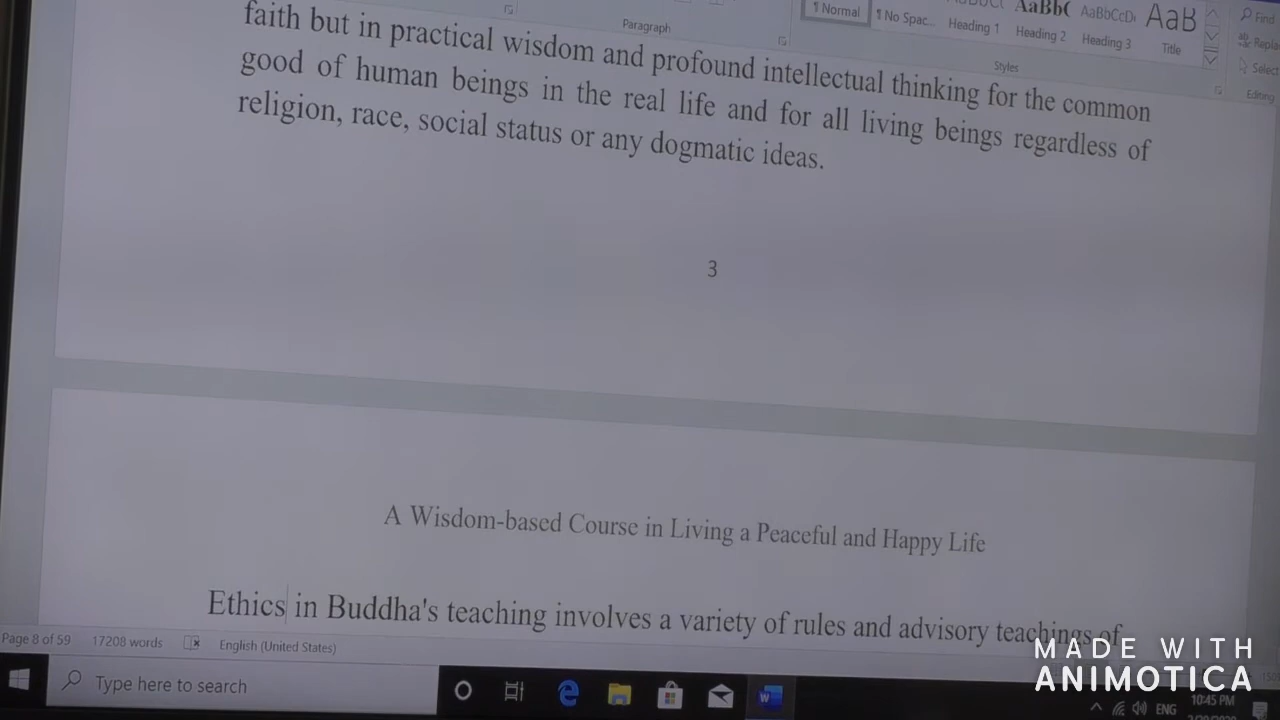 ¶ Normal
¶ No Spac...
Heading 1
Heading 2
Heading 3
Title
AaBbCcDı
AaB
Find
Paragraph
Styles
Editing
faith but in practical wisdom and profound intellectual thinking for the common
good of human beings in the real life and for all living beings regardless of
religion, race, social status or any dogmatic ideas.
3
A Wisdom-based Course in Living a Peaceful and Happy Life
Ethics in Buddha's teaching involves a variety of rules and advisory teachings of
Page 8 of 59 17208 words English (United States)
MADE WITH
ANIMOTICA
Type here to search
ENG
10:45 PM